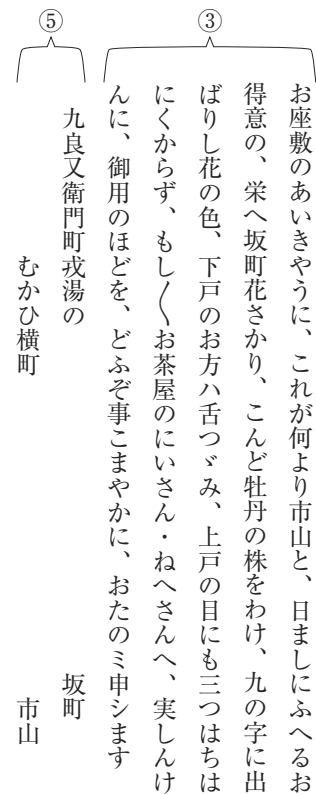 ③
お座敷のあいきやうに、これが何より市山と、日ましにふへるお
得意の、栄へ坂町花さかり、こんど牡丹の株をわけ、九の字に出
ばりし花の色、下戸のお方ハ舌つゞみ、上戸の目にも三つはちは
にくからず、もし〳〵お茶屋のにいさん・ねへさんへ、実しんけ
んに、御用のほどを、どふぞ事こまやかに、おたのミ申シます
⑤
九良又衛門町戎湯の　坂町
むかひ横町　市山